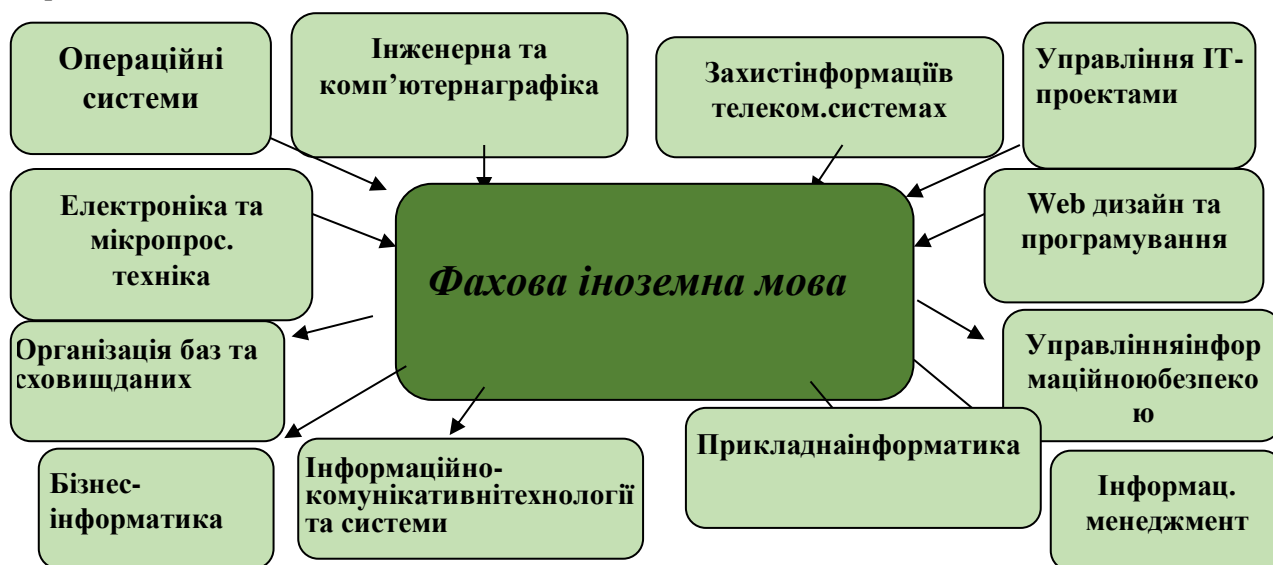 Операційні
системи
Інженерна та
комп’ютернаграфіка
Захистінформаціїв
телеком.системах
Управління ІТ-
проектами
Електроніка та
мікропрос.
техніка
Web дизайн та
програмування
Фахова іноземна мова
Організація баз та
сховищданих
Управлінняінфор
маційноюбезпеко
ю
Бізнес-
інформатика
Інформаційно-
комунікативнітехнології
та системи
Прикладнаінформатика
Інформац.
менеджмент